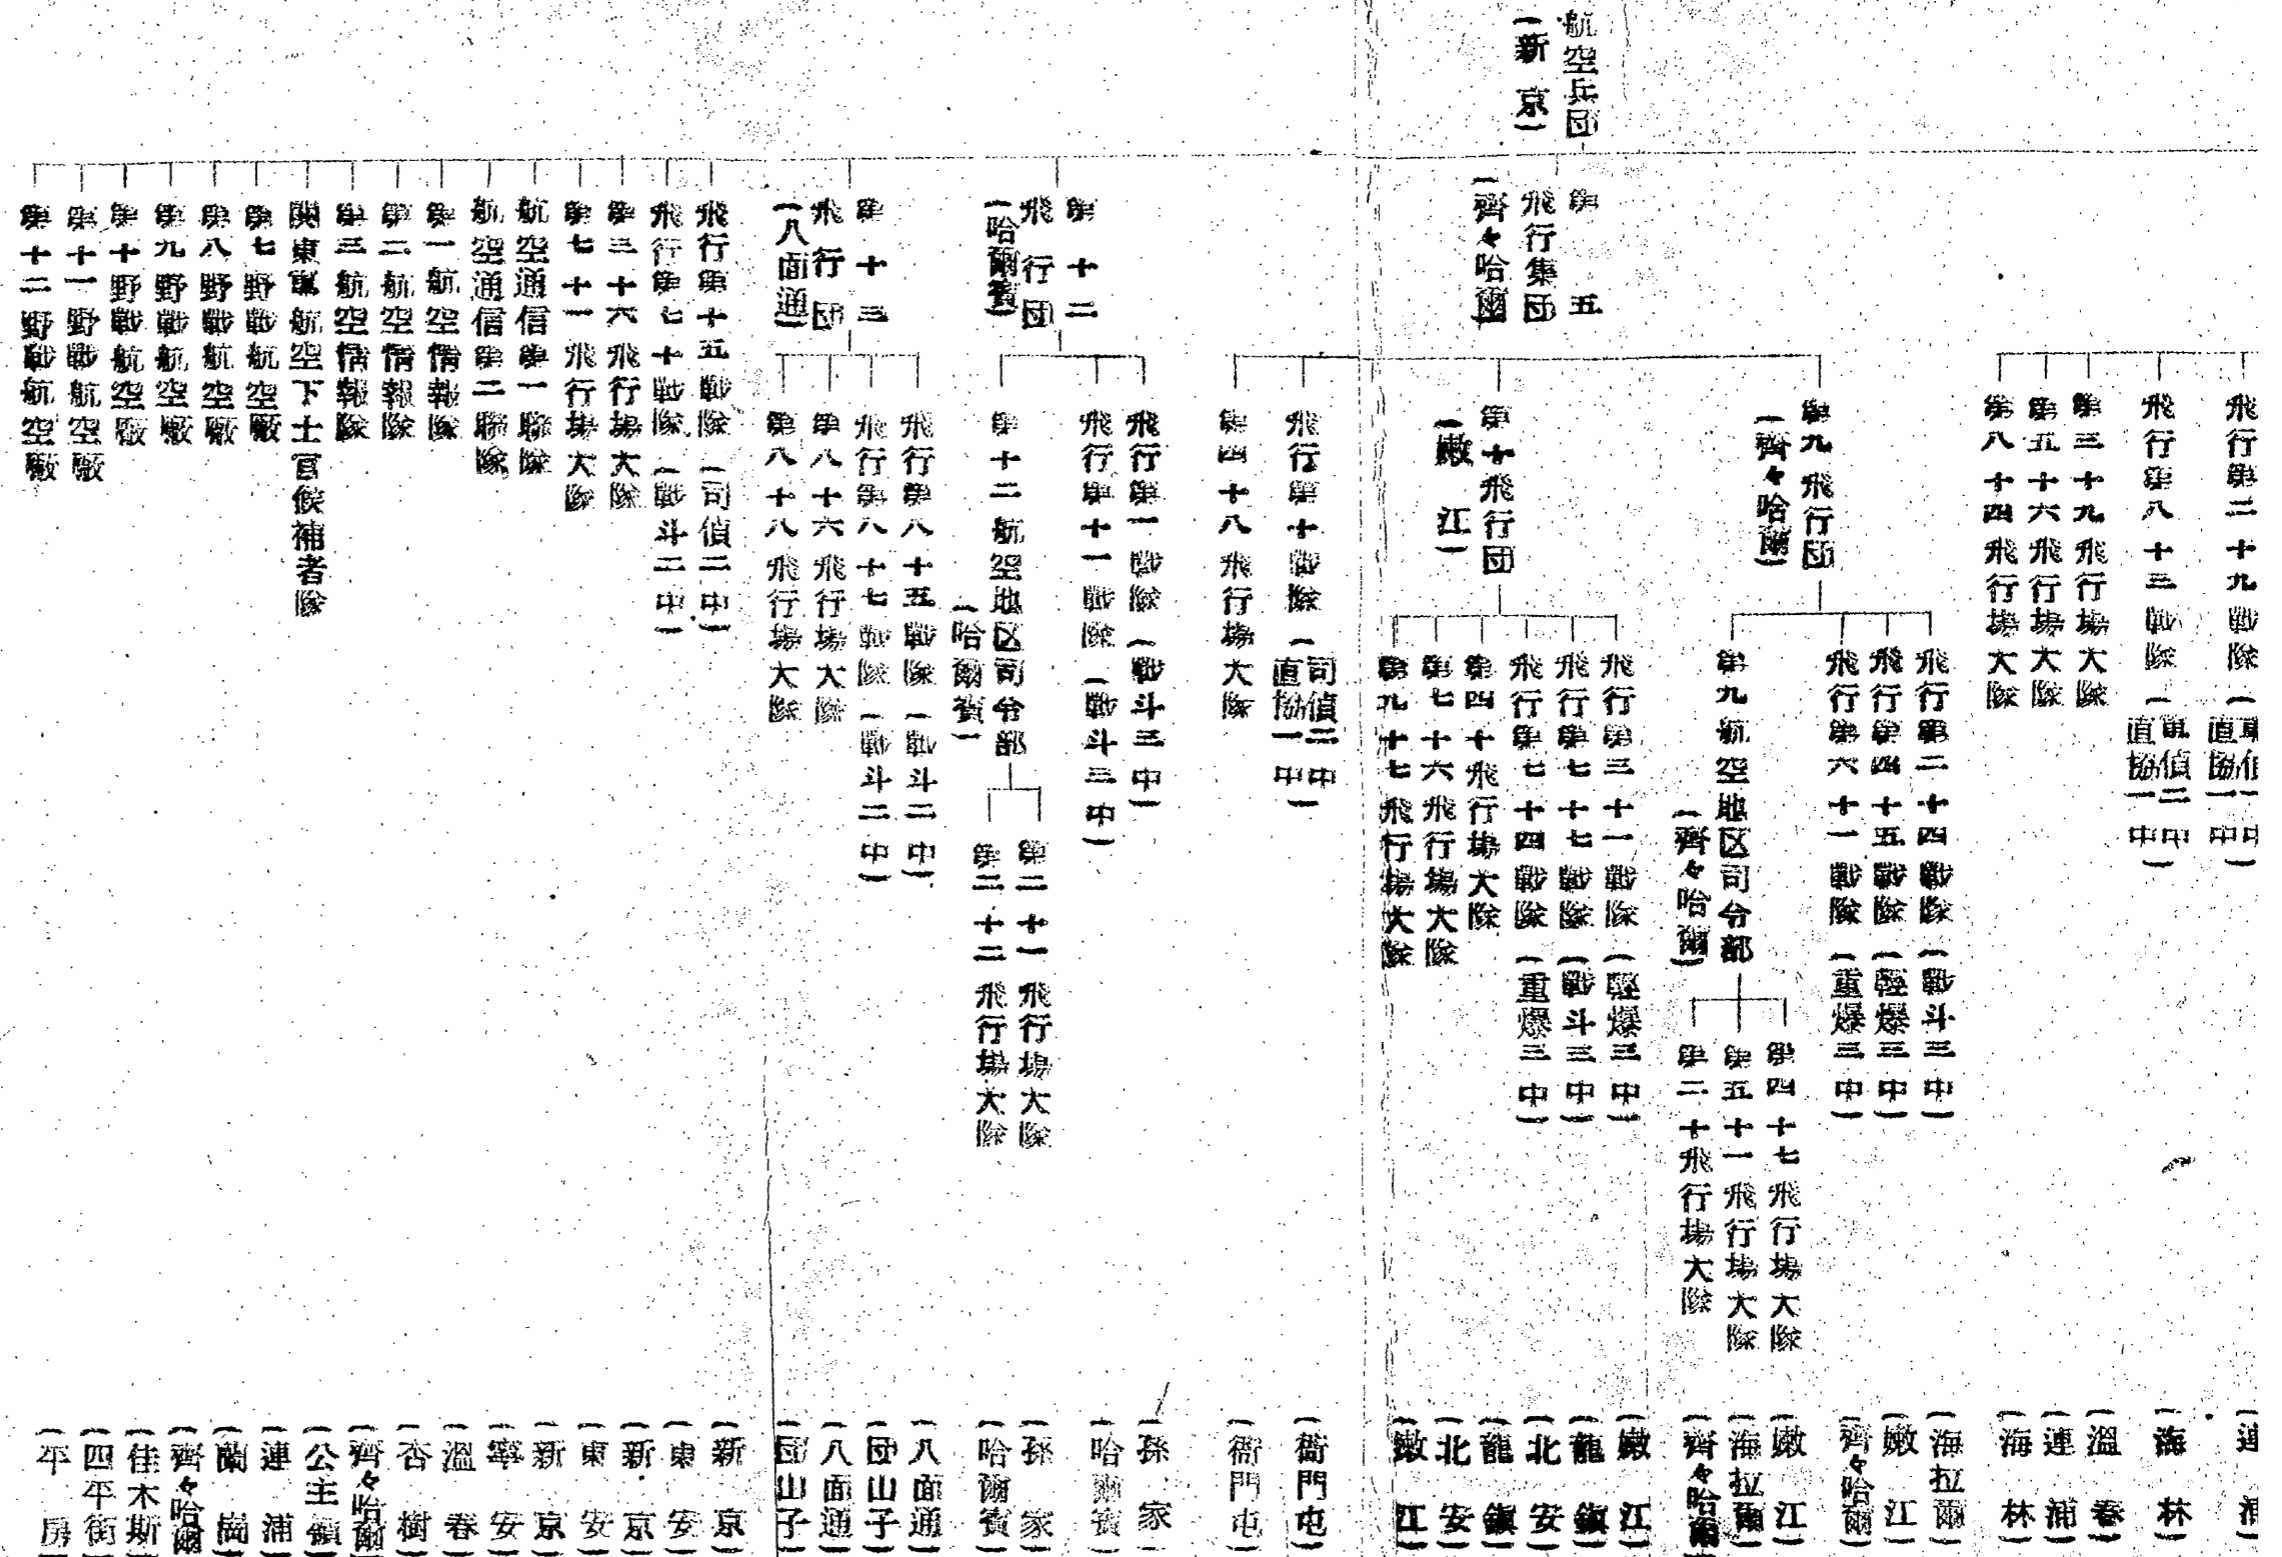 航空兵団
(新京)
第五
飛行集団
(齊々哈爾)
飛行第二十九戦隊
直協一中)
飛行第八十三戦隊(
直協一中)
第三十九飛行場大隊
第五十六飛行場大隊
第八十四飛行場大隊
第九飛行団
(齊々哈爾)
飛行第二十四戦隊(戦斗三中)
飛行第四十五戦隊(軽爆三中)
飛行第六十一戦隊(重爆三中)
第九航空地区司令部
(齊々哈爾)
第四十七飛行場大隊
第五十一飛行場大隊
第二十飛行場大隊
第十飛行団
(嫩江)
飛行第三十一戦隊(軽爆三中)
飛行第七十七戦隊(戦斗三中)
飛行第七十四戦隊(重爆三中)
第四十飛行場大隊
第七十六飛行場大隊
第九十七飛行場大隊
飛行第十戦隊(
司偵二中
直協一中)
第四十八飛行場大隊
第十二
飛行団
(哈爾賓)
飛行第一戦隊(戦斗三中)
飛行第十一戦隊(戦斗三中)
第十二航空地区司令部
(哈爾賓)
第二十一飛行場大隊
第二十二飛行場大隊
第十三
飛行団
(八面通)
飛行第八十五戦隊(戦斗二中)
飛行第八十七戦隊(戦斗二中)
第八十六飛行場大隊
第八十八飛行場大隊
飛行第十五戦隊(司偵二中)
飛行第七十戦隊(戦斗二中)
第三十六飛行場大隊
第七十一飛行場大隊
航空通信第一聯隊
航空通信第二聯隊
第一航空情報隊
第二航空情報隊
第三航空情報隊
関東軍航空下士官候補者隊
第七野戦航空廠
第八野戦航空廠
第九野戦航空廠
第十野戦航空廠
第十一野戦航空廠
第十二野戦航空廠
(海林
(溫春)
(連浦)
(海林)
(海拉爾)
(嫩江)
(齊々哈爾)
(嫩江)
(海拉爾)
(齊々哈爾
(嫩江)
(龍鎮)
(北安)
(龍鎮)
(北安)
(嫩江)
(衙門屯)
(衙門屯)
(孫家)
(哈爾賓)
(孫家)
(哈爾賓)
(八面通)
(団山子)
(八面通)
(団山子)
(新京)
(東安)
(新京)
(東安)
(新京)
(寧安)
(溫春)
(杏樹)
(齊々哈爾)
(公主嶺)
(連浦)
(蘭崗)
(齊々哈爾)
(佳木斯)
(四平街)
(平房)